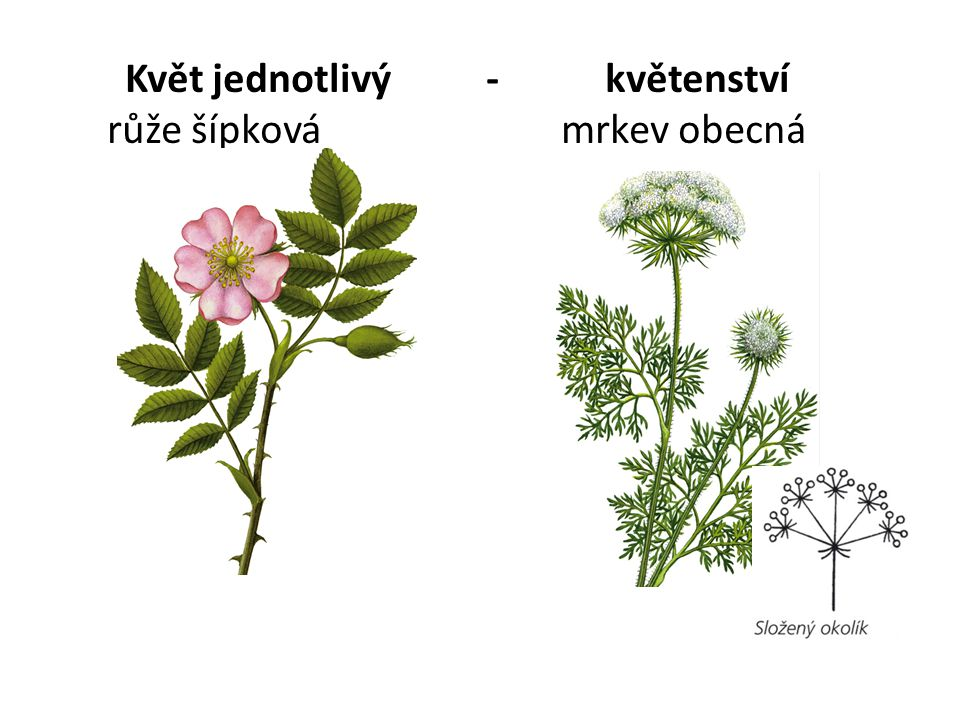 Květ jednotlivý - květenství
růže šípková mrkev obecná
Složený okolík